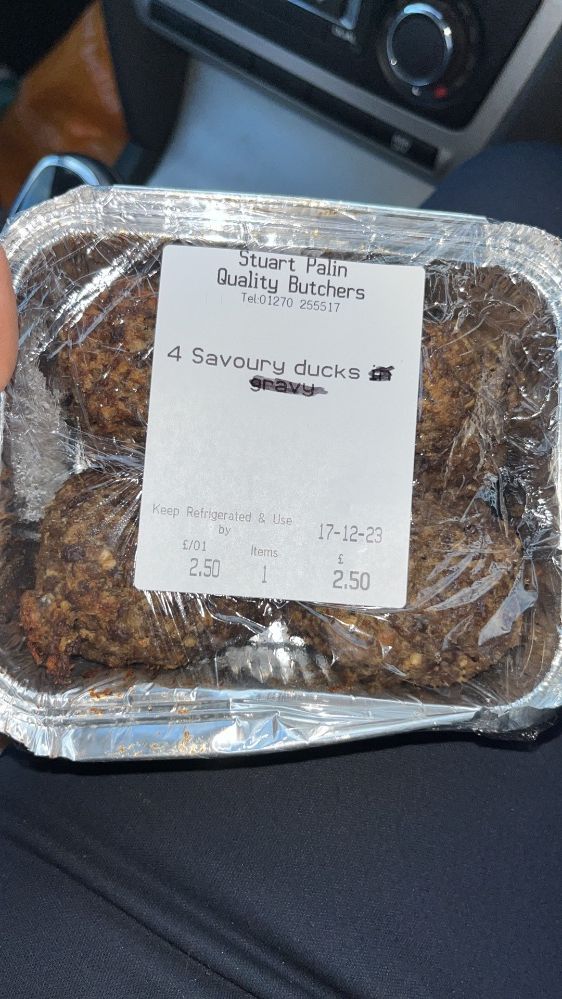 Stuart Palin
Quality Butchers
Tel:01270 255517
4 Savoury ducks in
gravy
Keep Refrigerated & Use
by
17-12-23
£/01
Items
£
2.50
1
2.50